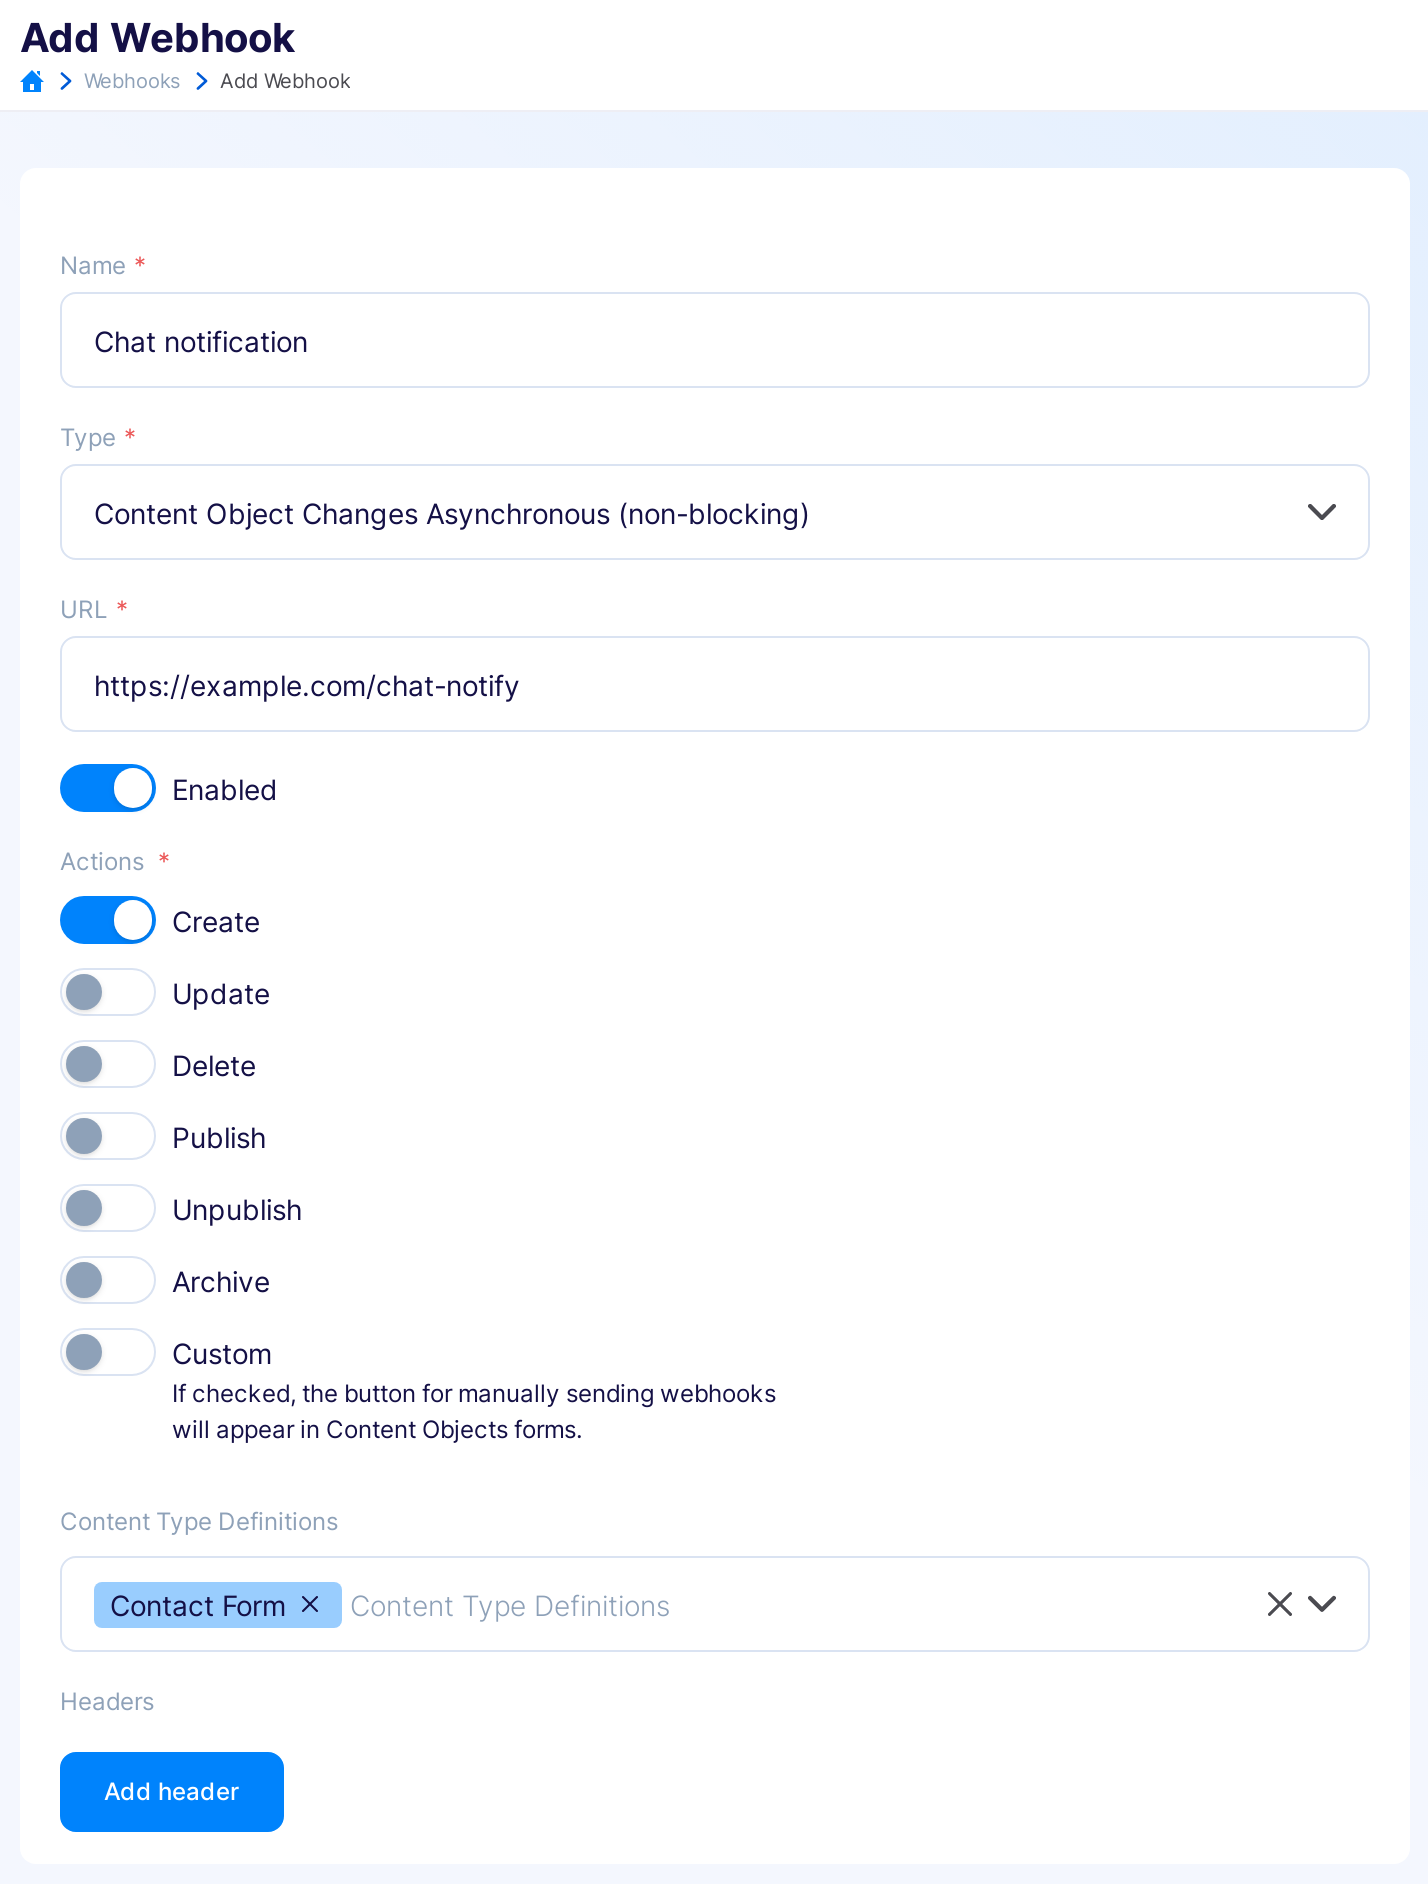 Add Webhook
Webhooks Add Webhook
Name *
Chat notification
Type *
Content Object Changes Asynchronous (non-blocking)
URL *
https://example.com/chat-notify
Enabled
Actions *
Create
Update
Delete
Publish
Unpublish
Archive
Custom
If checked, the button for manually sending webhooks
will appear in Content Objects forms.
Content Type Definitions
Contact Form Content Type Definitions
Headers
Add header